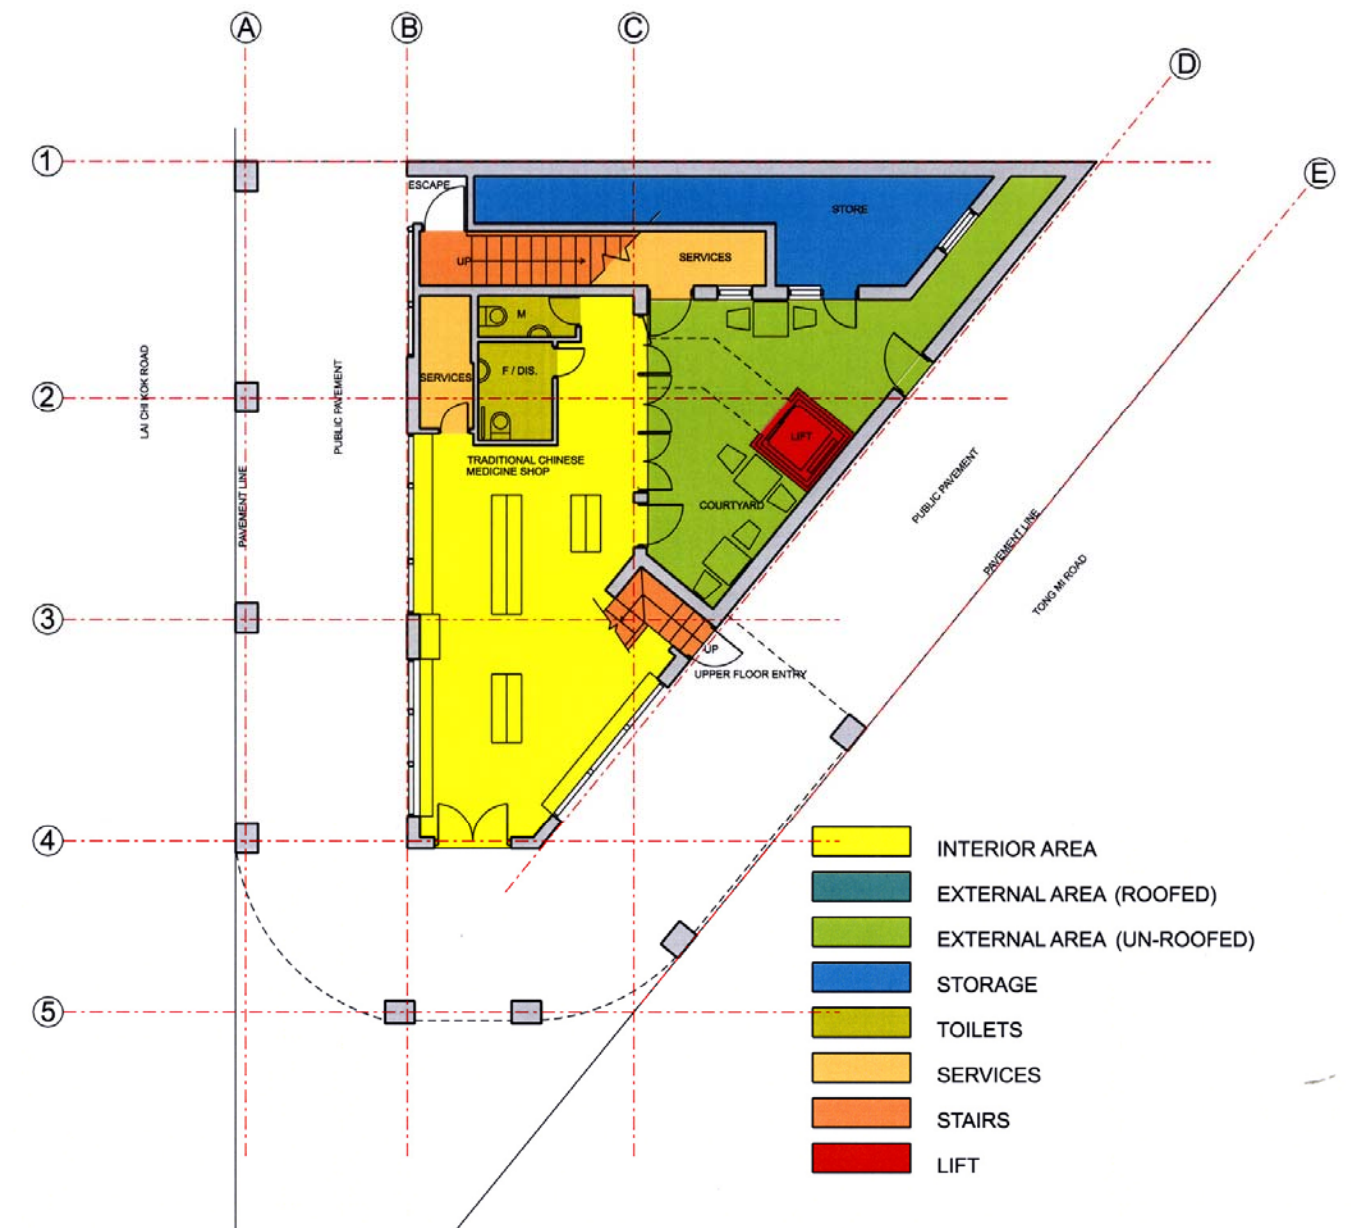 A
B
C
D
E
1
2
3
4
5
ESCAPE
STORE
UP
SERVICES
M
F / DIS.
SERVICES
LIFT
TRADITIONAL CHINESE
MEDICINE SHOP
COURTYARD
UP
UPPER FLOOR ENTRY
LAI CHI KOK ROAD
PUBLIC PAVEMENT
PAVEMENT LINE
PUBLIC PAVEMENT
PAVEMENT LINE
TONG MI ROAD
INTERIOR AREA
EXTERNAL AREA (ROOFED)
EXTERNAL AREA (UN-ROOFED)
STORAGE
TOILETS
SERVICES
STAIRS
LIFT